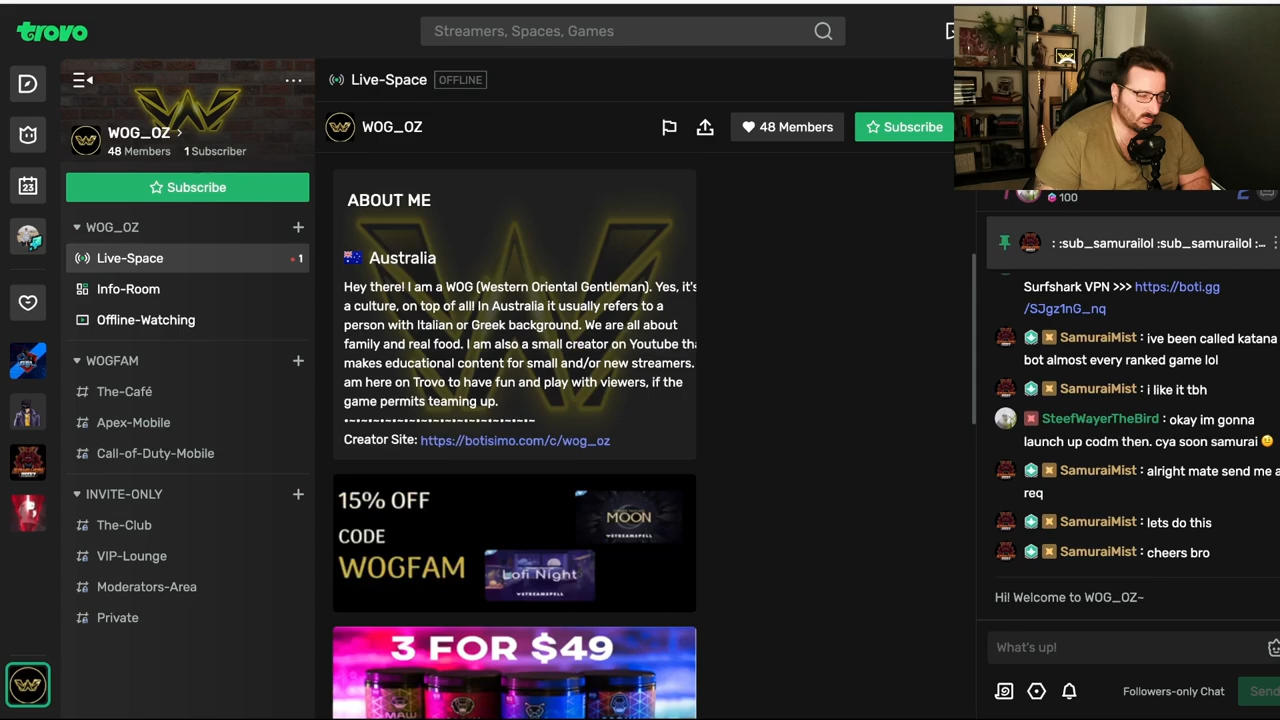 trovo
Streamers, Spaces, Games
WOG_OZ
48 Members 1 Subscriber
Subscribe
WOG_OZ
Live-Space 1
Info-Room
Offline-Watching
WOGFAM
The-Café
Apex-Mobile
Call-of-Duty-Mobile
INVITE-ONLY
The-Club
VIP-Lounge
Moderators-Area
Private
23
Live-Space OFFLINE
WOG_OZ
48 Members
Subscribe
ABOUT ME
Australia
Hey there! I am a WOG (Western Oriental Gentleman). Yes, it's
a culture, on top of all! In Australia it usually refers to a
person with Italian or Greek background. We are all about
family and real food. I am also a small creator on Youtube
makes educational content for small and/or new streamers.
am here on Trovo to have fun and play with viewers, if the
game permits teaming up.
Creator Site: https://botisimo.com/c/wog_oz
15% OFF
CODE
WOGFAM
MOON
STREAMSPELL
Lofi Night
STREAMSPELL
3 FOR $49
100
: :sub_samurailol :sub_samurailol :...
Surfshark VPN >>> https://boti.gg
/SJgz1nG_nq
SamuraiMist : ive been called katana
bot almost every ranked game lol
SamuraiMist : i like it tbh
SteefWayerTheBird : okay im gonna
launch up codm then. cya soon samurai
SamuraiMist : alright mate send me a
req
SamuraiMist : lets do this
SamuraiMist : cheers bro
Hi! Welcome to WOG_OZ~
What's up!
Followers-only Chat
Send